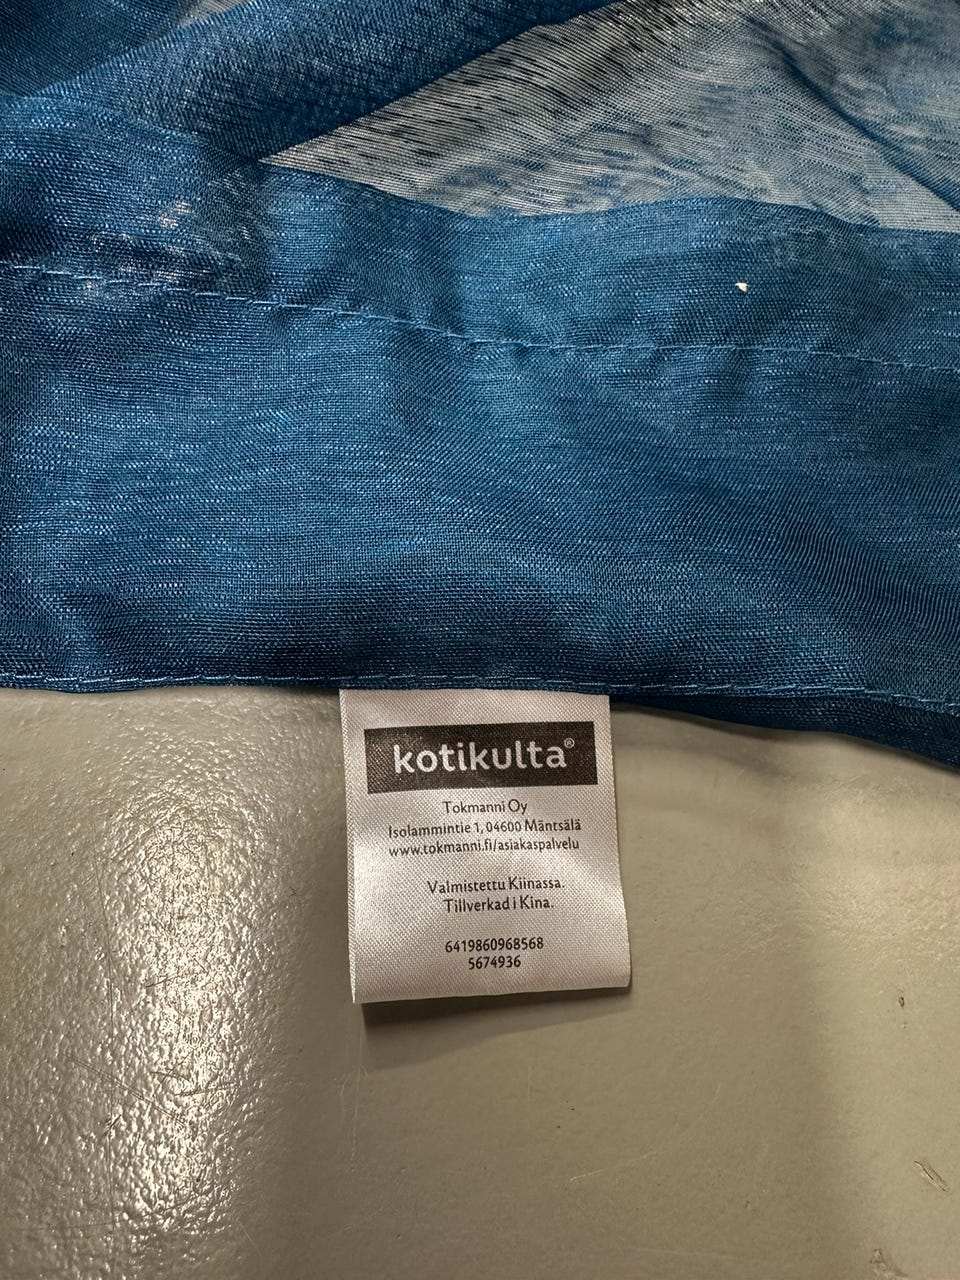 kotikulta®
Tokmanni Oy
Isolammintie 1, 04600 Mäntsälä
www.tokmanni.fi/asiakaspalvelu
Valmistettu Kiinassa.
Tillverkad i Kina.
6419860968568
5674936